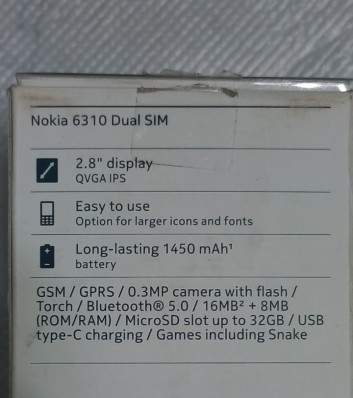 Nokia 6310 Dual SIM
2.8" display
QVGA IPS
Easy to use
Option for larger icons and fonts
Long-lasting 1450 mAh¹
battery
GSM / GPRS / 0.3MP camera with flash /
Torch / Bluetooth® 5.0 / 16MB² + 8MB
(ROM/RAM) / MicroSD slot up to 32GB / USB
type-C charging / Games including Snake